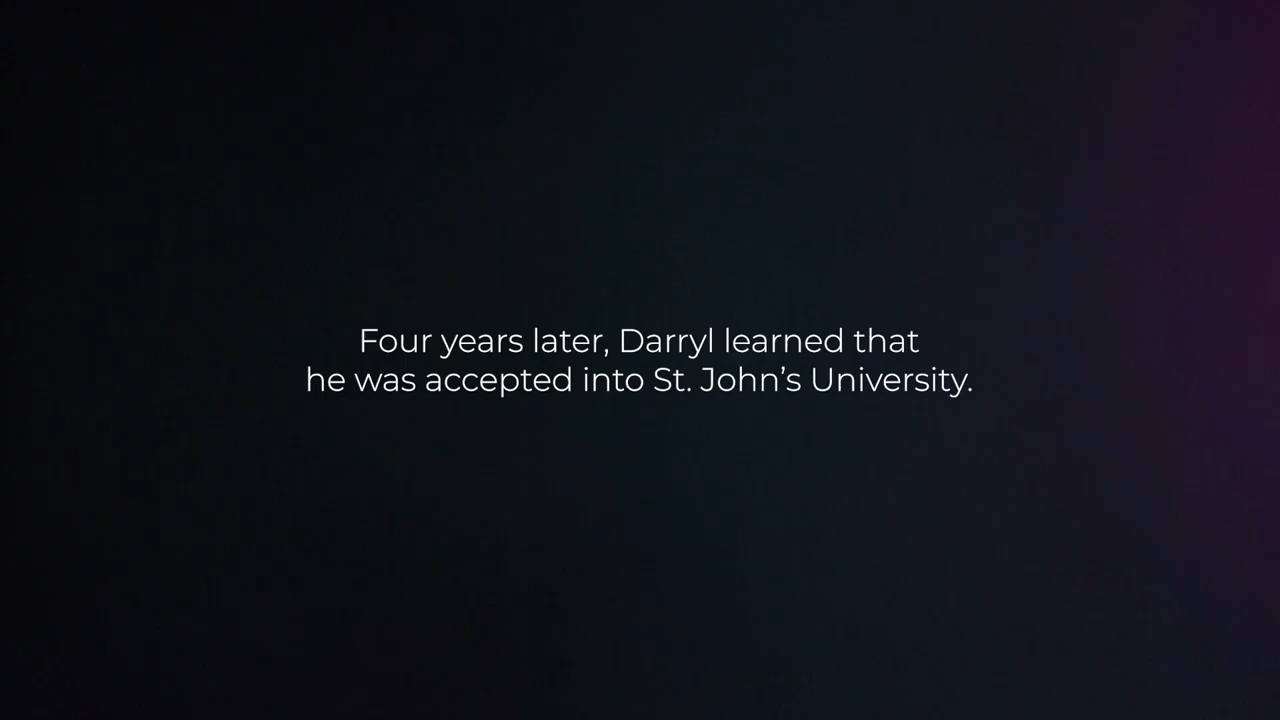 Four years later, Darryl learned that
he was accepted into St. John’s University.